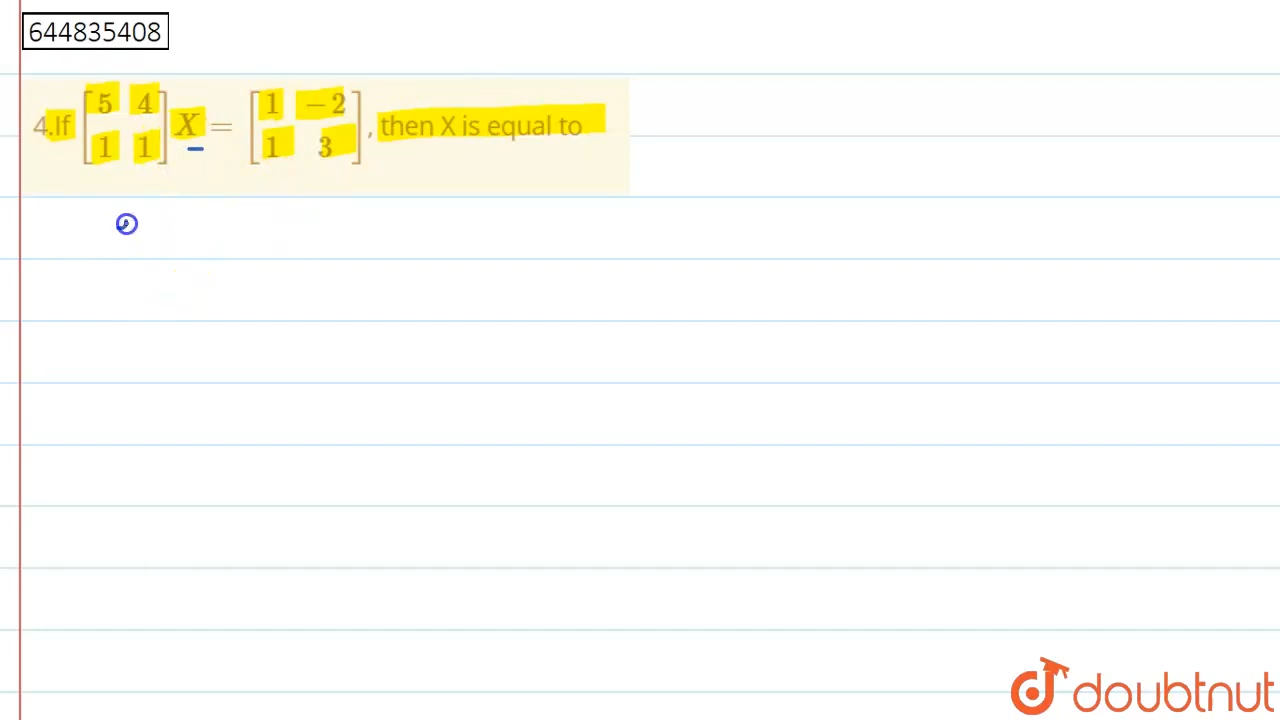 644835408
4.If [5 4
1 1] X = [1 −2
1 3], then X is equal to
doubtnut